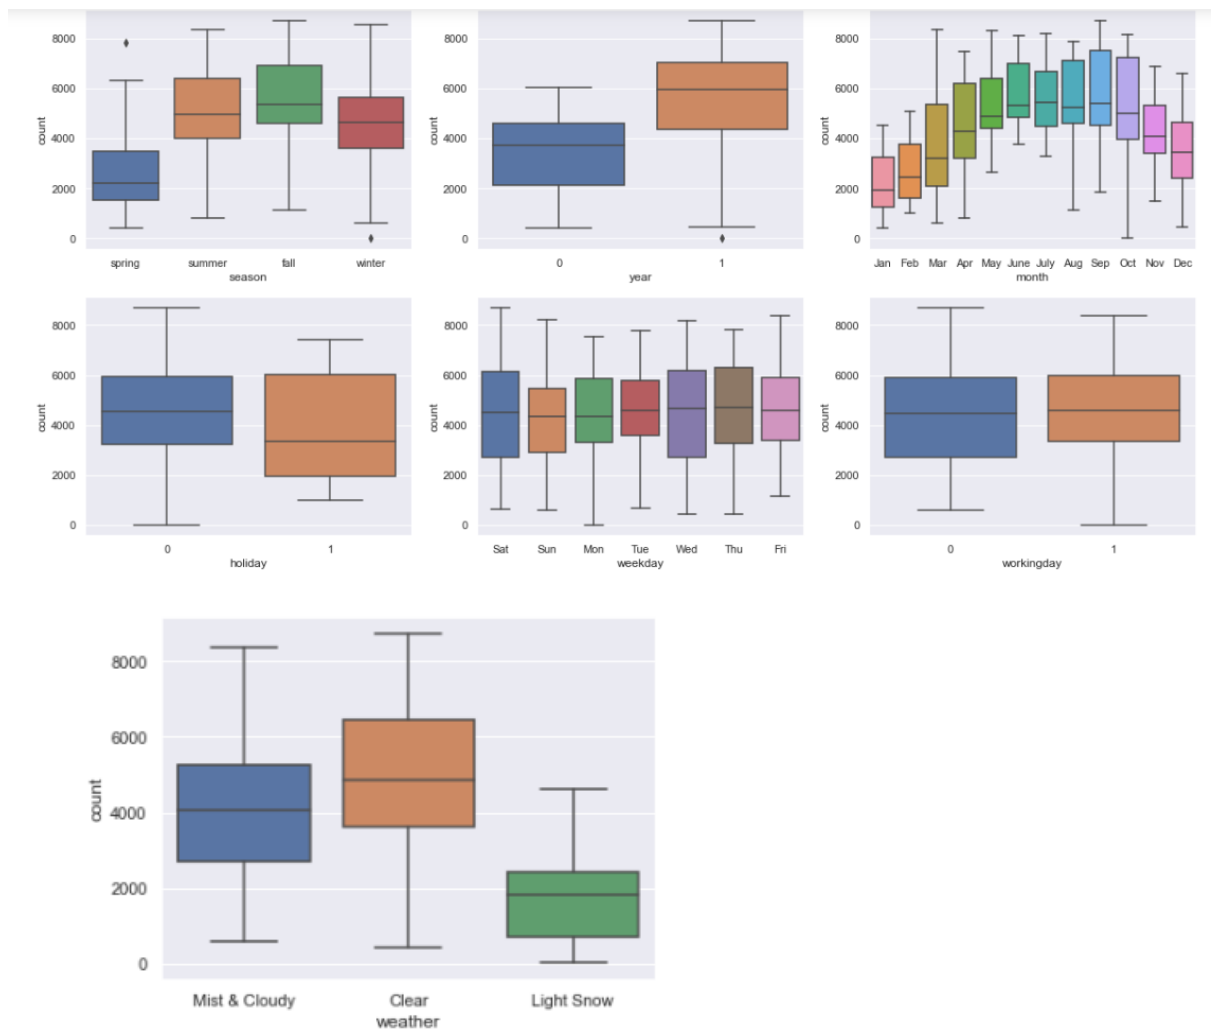 count
8000
6000
4000
2000
0
spring summer fall winter
season
count
8000
6000
4000
2000
0
0 1
year
count
8000
6000
4000
2000
0
Jan Feb Mar Apr May June July Aug Sep Oct Nov Dec
month
count
8000
6000
4000
2000
0
0 1
holiday
count
8000
6000
4000
2000
0
Sat Sun Mon Tue Wed Thu Fri
weekday
count
8000
6000
4000
2000
0
0 1
workingday
count
8000
6000
4000
2000
0
Mist & Cloudy Clear Light Snow
weather